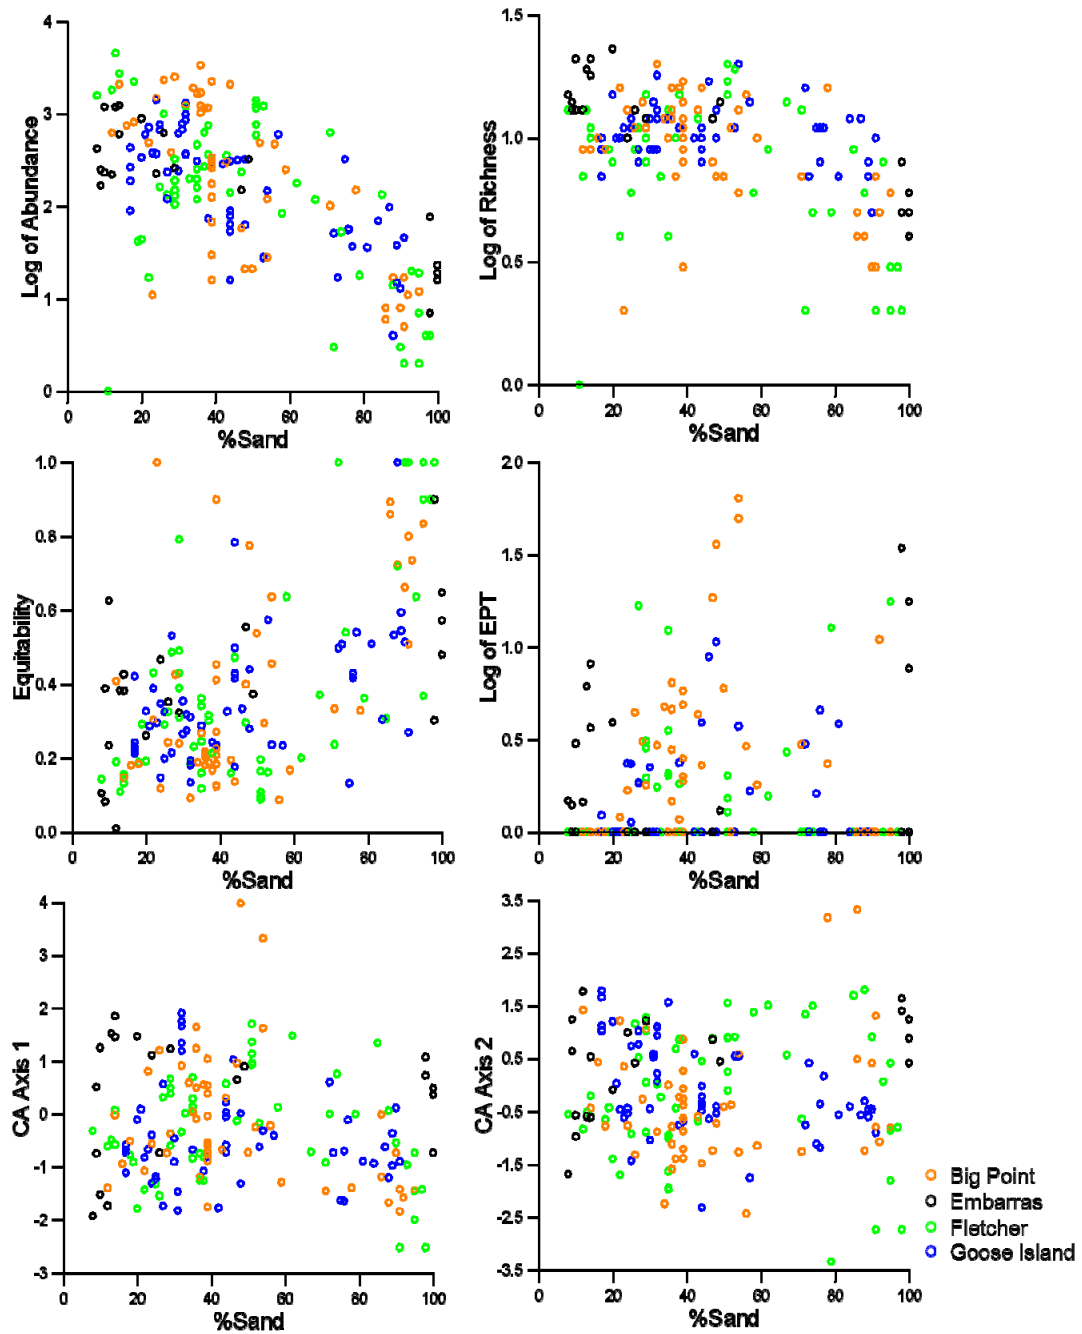 4
3
2
1
0
Log of Abundance
0 20 40 60 80 100
%Sand
1.5
1.0
0.5
0.0
Log of Richness
0 20 40 60 80 100
%Sand
1.0
0.8
0.6
0.4
0.2
0.0
Equitability
0 20 40 60 80 100
%Sand
2.0
1.5
1.0
0.5
0.0
Log of EPT
0 20 40 60 80 100
%Sand
4
3
2
1
0
-1
-2
-3
CA Axis 1
0 20 40 60 80 100
%Sand
3.5
2.5
1.5
0.5
-0.5
-1.5
-2.5
-3.5
CA Axis 2
0 20 40 60 80 100
%Sand
Big Point
Embarras
Fletcher
Goose Island